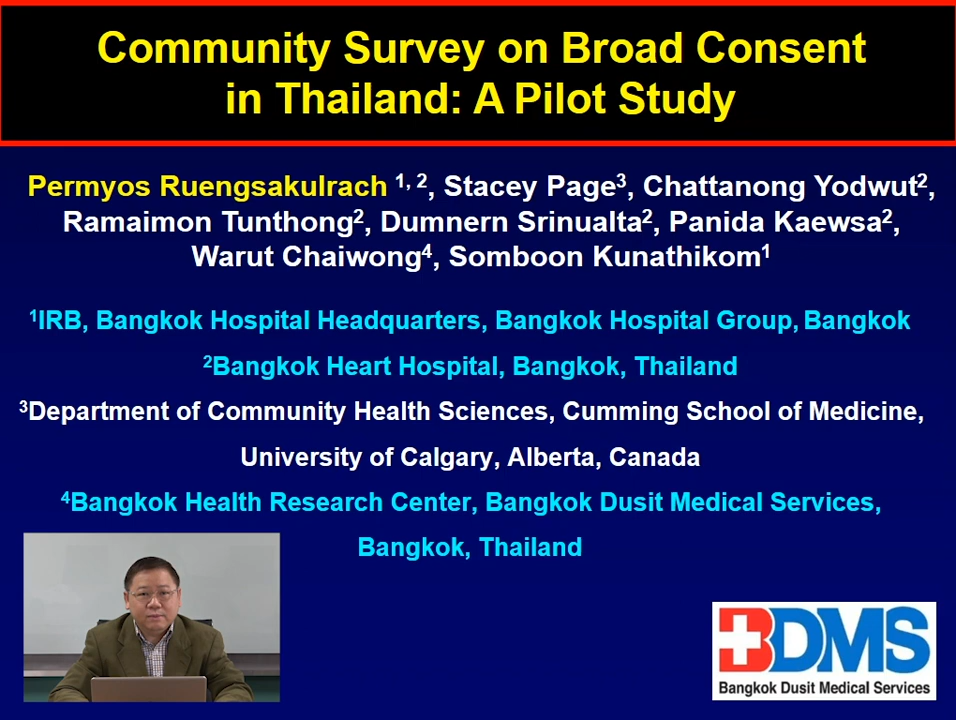 Community Survey on Broad Consent
in Thailand: A Pilot Study
Permyos Ruengsakulrach ¹, ², Stacey Page³, Chattanong Yodwut²,
Ramaimon Tunthong², Dumnern Srinualta², Panida Kaewsa²,
Warut Chaiwong⁴, Somboon Kunathikom¹
¹IRB, Bangkok Hospital Headquarters, Bangkok Hospital Group, Bangkok
²Bangkok Heart Hospital, Bangkok, Thailand
³Department of Community Health Sciences, Cumming School of Medicine,
University of Calgary, Alberta, Canada
⁴Bangkok Health Research Center, Bangkok Dusit Medical Services,
Bangkok, Thailand
BDMS
Bangkok Dusit Medical Services